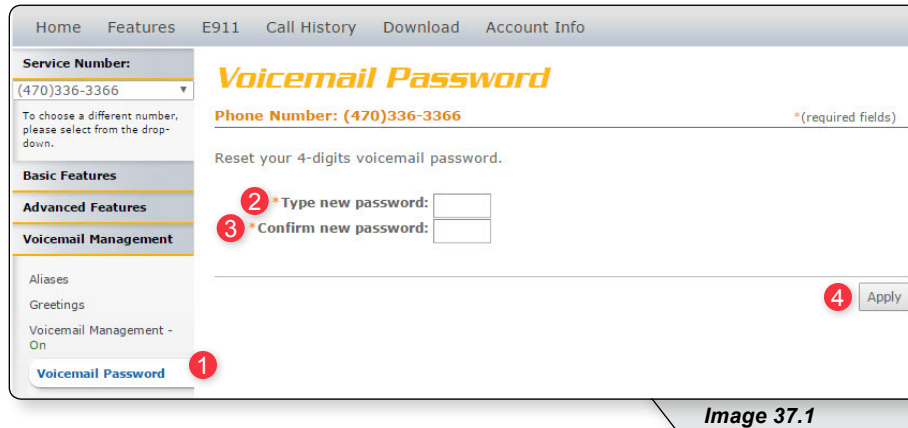 Home Features E911 Call History Download Account Info
Service Number:
(470)336-3366
To choose a different number,
please select from the drop-
down.
Basic Features
Advanced Features
Voicemail Management
Aliases
Greetings
Voicemail Management -
On
Voicemail Password
1
Voicemail Password
Phone Number: (470)336-3366 *(required fields)
Reset your 4-digits voicemail password.
2 *Type new password:
3 *Confirm new password:
4 Apply
Image 37.1